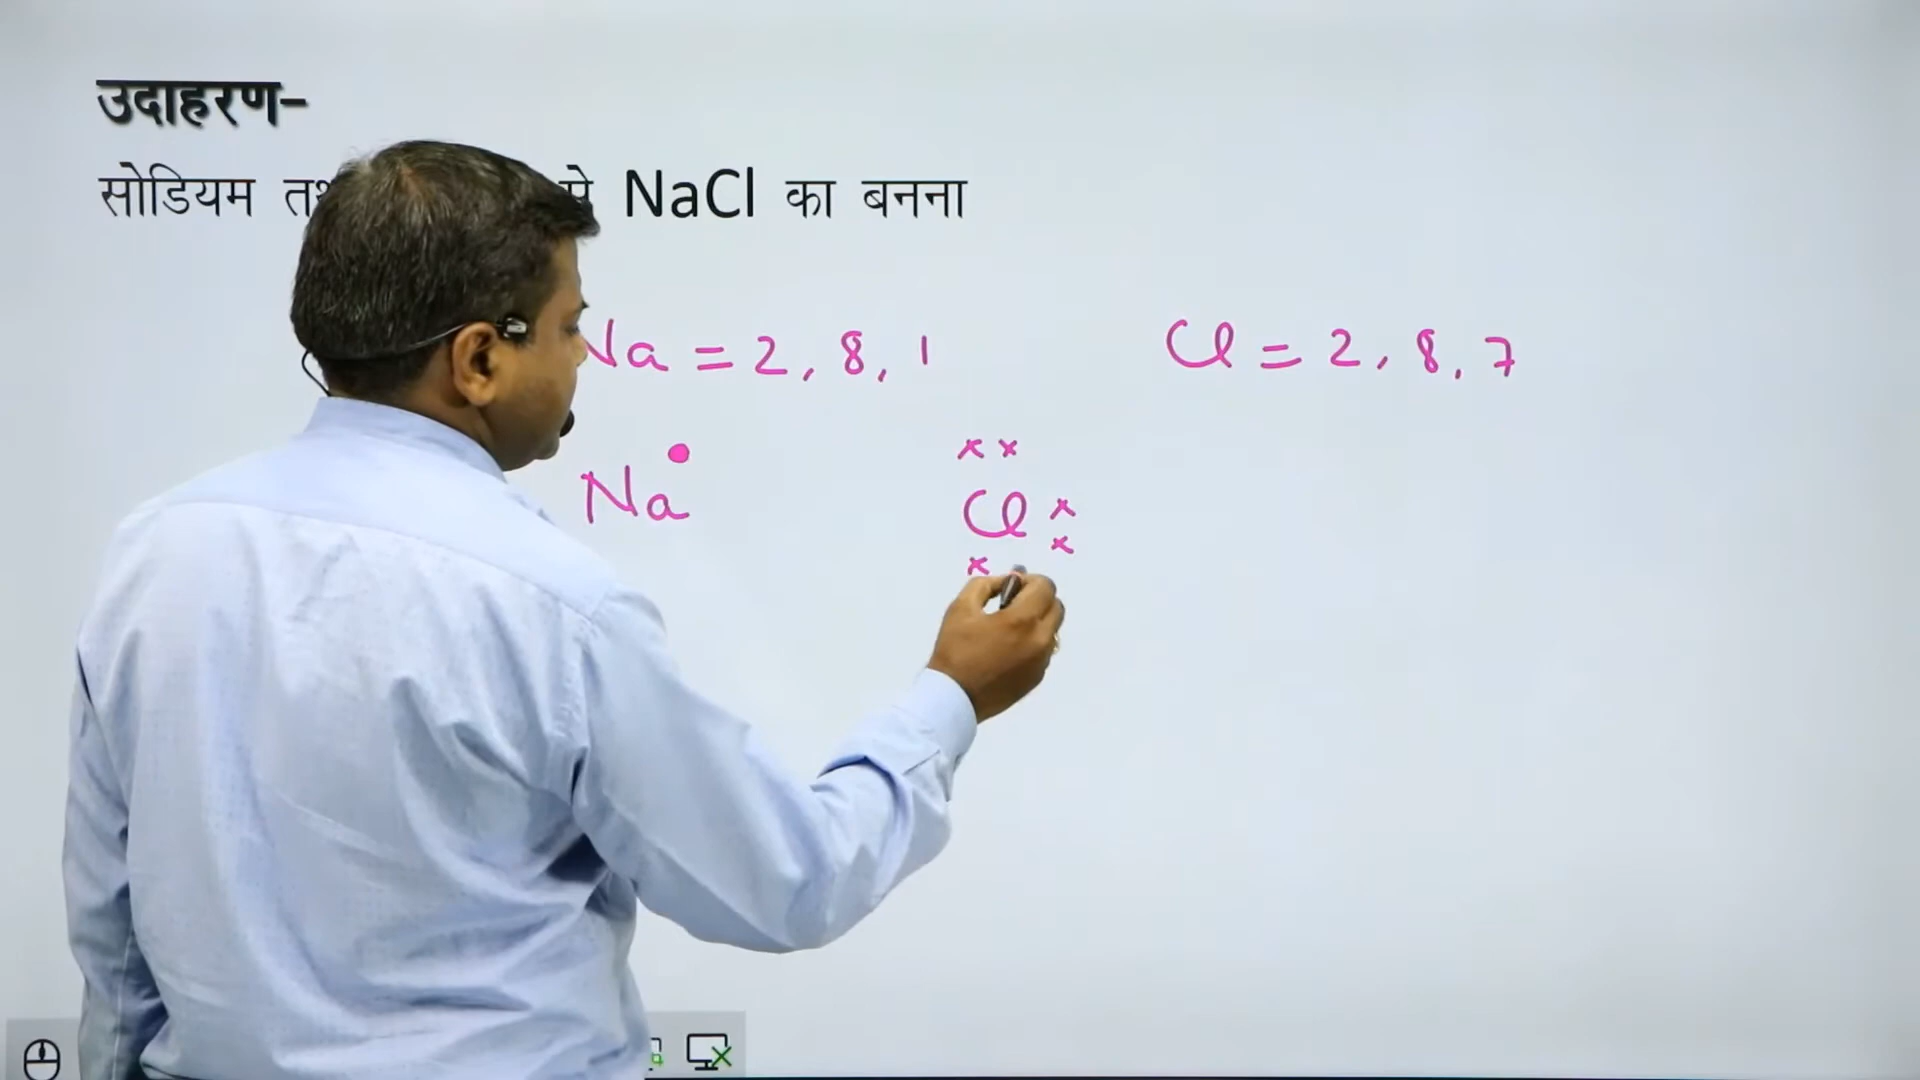 उदाहरण–
सोडियम से NaCl का बनना
Na = 2, 8, 1 Cl = 2, 8, 7
Na Cl